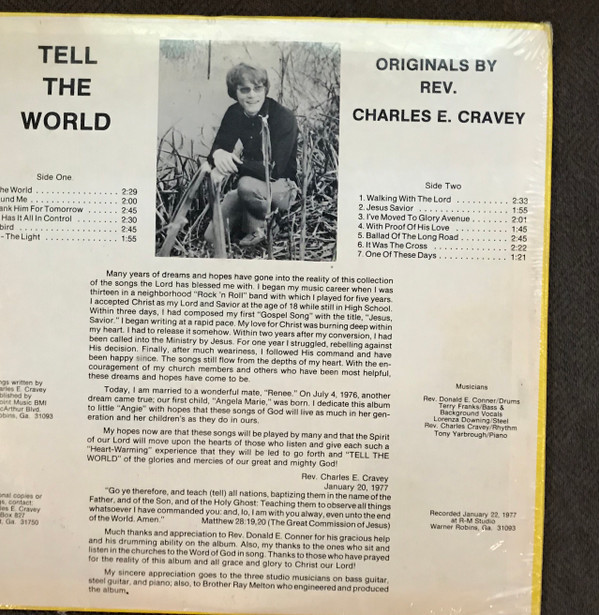 TELL
THE
WORLD
ORIGINALS BY
REV.
CHARLES E. CRAVEY
Side One
he World . . . . . . . . . . . . . . . 2:29
und Me . . . . . . . . . . . . . . . 2:00
ank Him For Tomorrow . . . . . . 2:45
Has It All In Control . . . . . . . 2:30
bird . . . . . . . . . . . . . . . . . 2:45
- The Light . . . . . . . . . . . . . 1:55
Side Two
1. Walking With The Lord . . . . . . . . . . 2:33
2. Jesus Savior . . . . . . . . . . . . . . . . 1:55
3. I've Moved To Glory Avenue . . . . . . 2:01
4. With Proof Of His Love . . . . . . . . . 1:45
5. Ballad Of The Long Road . . . . . . . . 2:45
6. It Was The Cross . . . . . . . . . . . . . 2:22
7. One Of These Days . . . . . . . . . . . . 1:21
Many years of dreams and hopes have gone into the reality of this collection
of the songs the Lord has blessed me with. I began my music career when I was
thirteen in a neighborhood "Rock 'n Roll" band with which I played for five years.
I accepted Christ as my Lord and Savior at the age of 18 while still in High School.
Within three days, I had composed my first "Gospel Song" with the title, "Jesus,
Savior." I began writing at a rapid pace. My love for Christ was burning deep within
my heart. I had to release it somehow. Within two years after my conversion, I had
been called into the Ministry by Jesus. For one year I struggled, rebelling against
His decision. Finally, after much weariness, I followed His command and have
been happy since. The songs still flow from the depths of my heart. With the en-
couragement of my church members and others who have been most helpful,
these dreams and hopes have come to be.
Today, I am married to a wonderful mate, "Renee." On July 4, 1976, another
dream came true; our first child, "Angela Marie," was born. I dedicate this album
to little "Angie" with hopes that these songs of God will live as much in her gen-
eration and her children's as they do in ours.
My hopes now are that these songs will be played by many and that the Spirit
of our Lord will move upon the hearts of those who listen and give each such a
"Heart-Warming" experience that they will be led to go forth and "TELL THE
WORLD" of the glories and mercies of our great and mighty God!
Rev. Charles E. Cravey
January 20, 1977
"Go ye therefore, and teach (tell) all nations, baptizing them in the name of the
Father, and of the Son, and of the Holy Ghost: Teaching them to observe all things
whatsoever I have commanded you: and, lo, I am with you alway, even unto the end
of the World. Amen." Matthew 28:19,20 (The Great Commission of Jesus)
Much thanks and appreciation to Rev. Donald E. Conner for his gracious help
and his drumming ability on the album. Also, my thanks to the ones who sit and
listen in the churches to the Word of God in song. Thanks to those who have prayed
for the reality of this album and all grace and glory to Christ our Lord!
My sincere appreciation goes to the three studio musicians on bass guitar,
steel guitar, and piano; also, to Brother Ray Melton who engineered and produced
the album.
ngs written by
arles E. Cravey
blished by
oint Music BMI
cArthur Blvd.
obins, Ga. 31093
onal copies or
s, contact:
les E. Cravey
Box 827
, Ga. 31750
Musicians
Rev. Donald E. Conner/Drums
Terry Franks/Bass &
Background Vocals
Lorenza Downing/Steel
Rev. Charles Cravey/Rhythm
Tony Yarbrough/Piano
Recorded January 22, 1977
at R-M Studio
Warner Robins, Ga. 31093